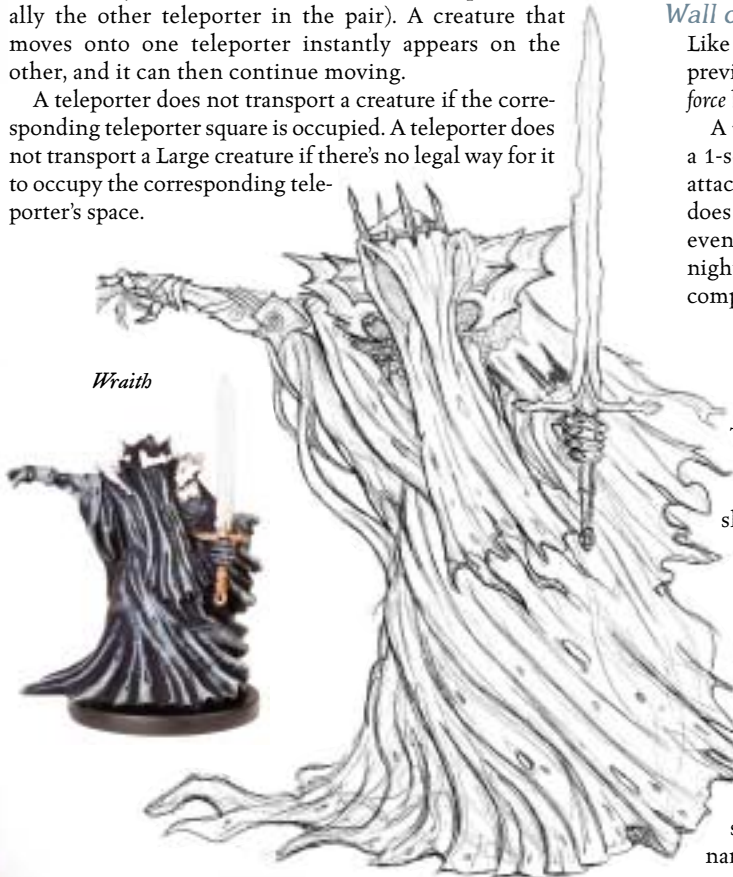 ally the other teleporter in the pair). A creature that
moves onto one teleporter instantly appears on the
other, and it can then continue moving.
A teleporter does not transport a creature if the corre-
sponding teleporter square is occupied. A teleporter does
not transport a Large creature if there's no legal way for it
to occupy the corresponding tele-
porter's space.
Wraith
Wall
Like
previ
force
A
a 1-s
attac
does
even
night
comp
sl
s
nar